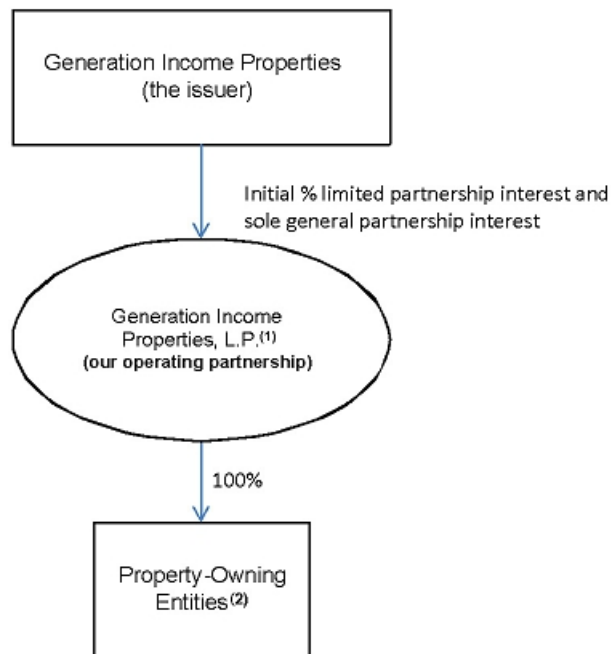 Generation Income Properties
(the issuer)
Initial % limited partnership interest and
sole general partnership interest
Generation Income
Properties, L.P.(1)
(our operating partnership)
100%
Property-Owning
Entities(2)